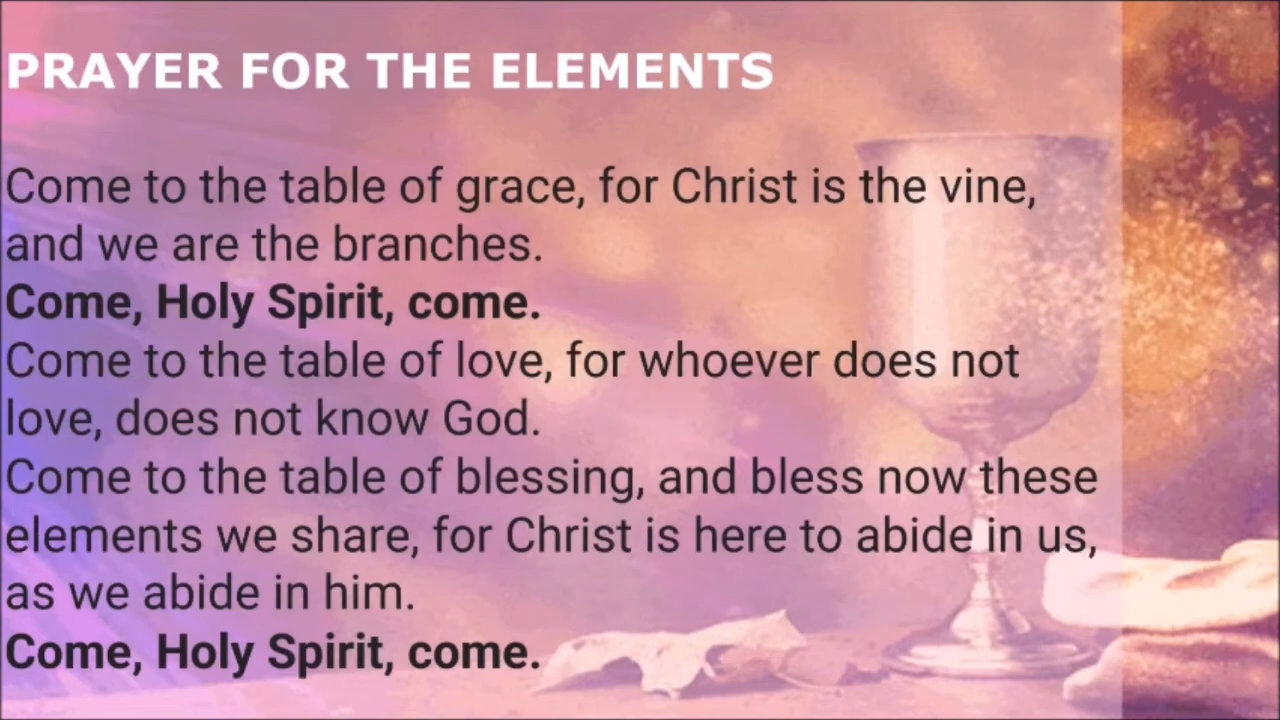 PRAYER FOR THE ELEMENTS
Come to the table of grace, for Christ is the vine,
and we are the branches.
Come, Holy Spirit, come.
Come to the table of love, for whoever does not
love, does not know God.
Come to the table of blessing, and bless now these
elements we share, for Christ is here to abide in us,
as we abide in him.
Come, Holy Spirit, come.